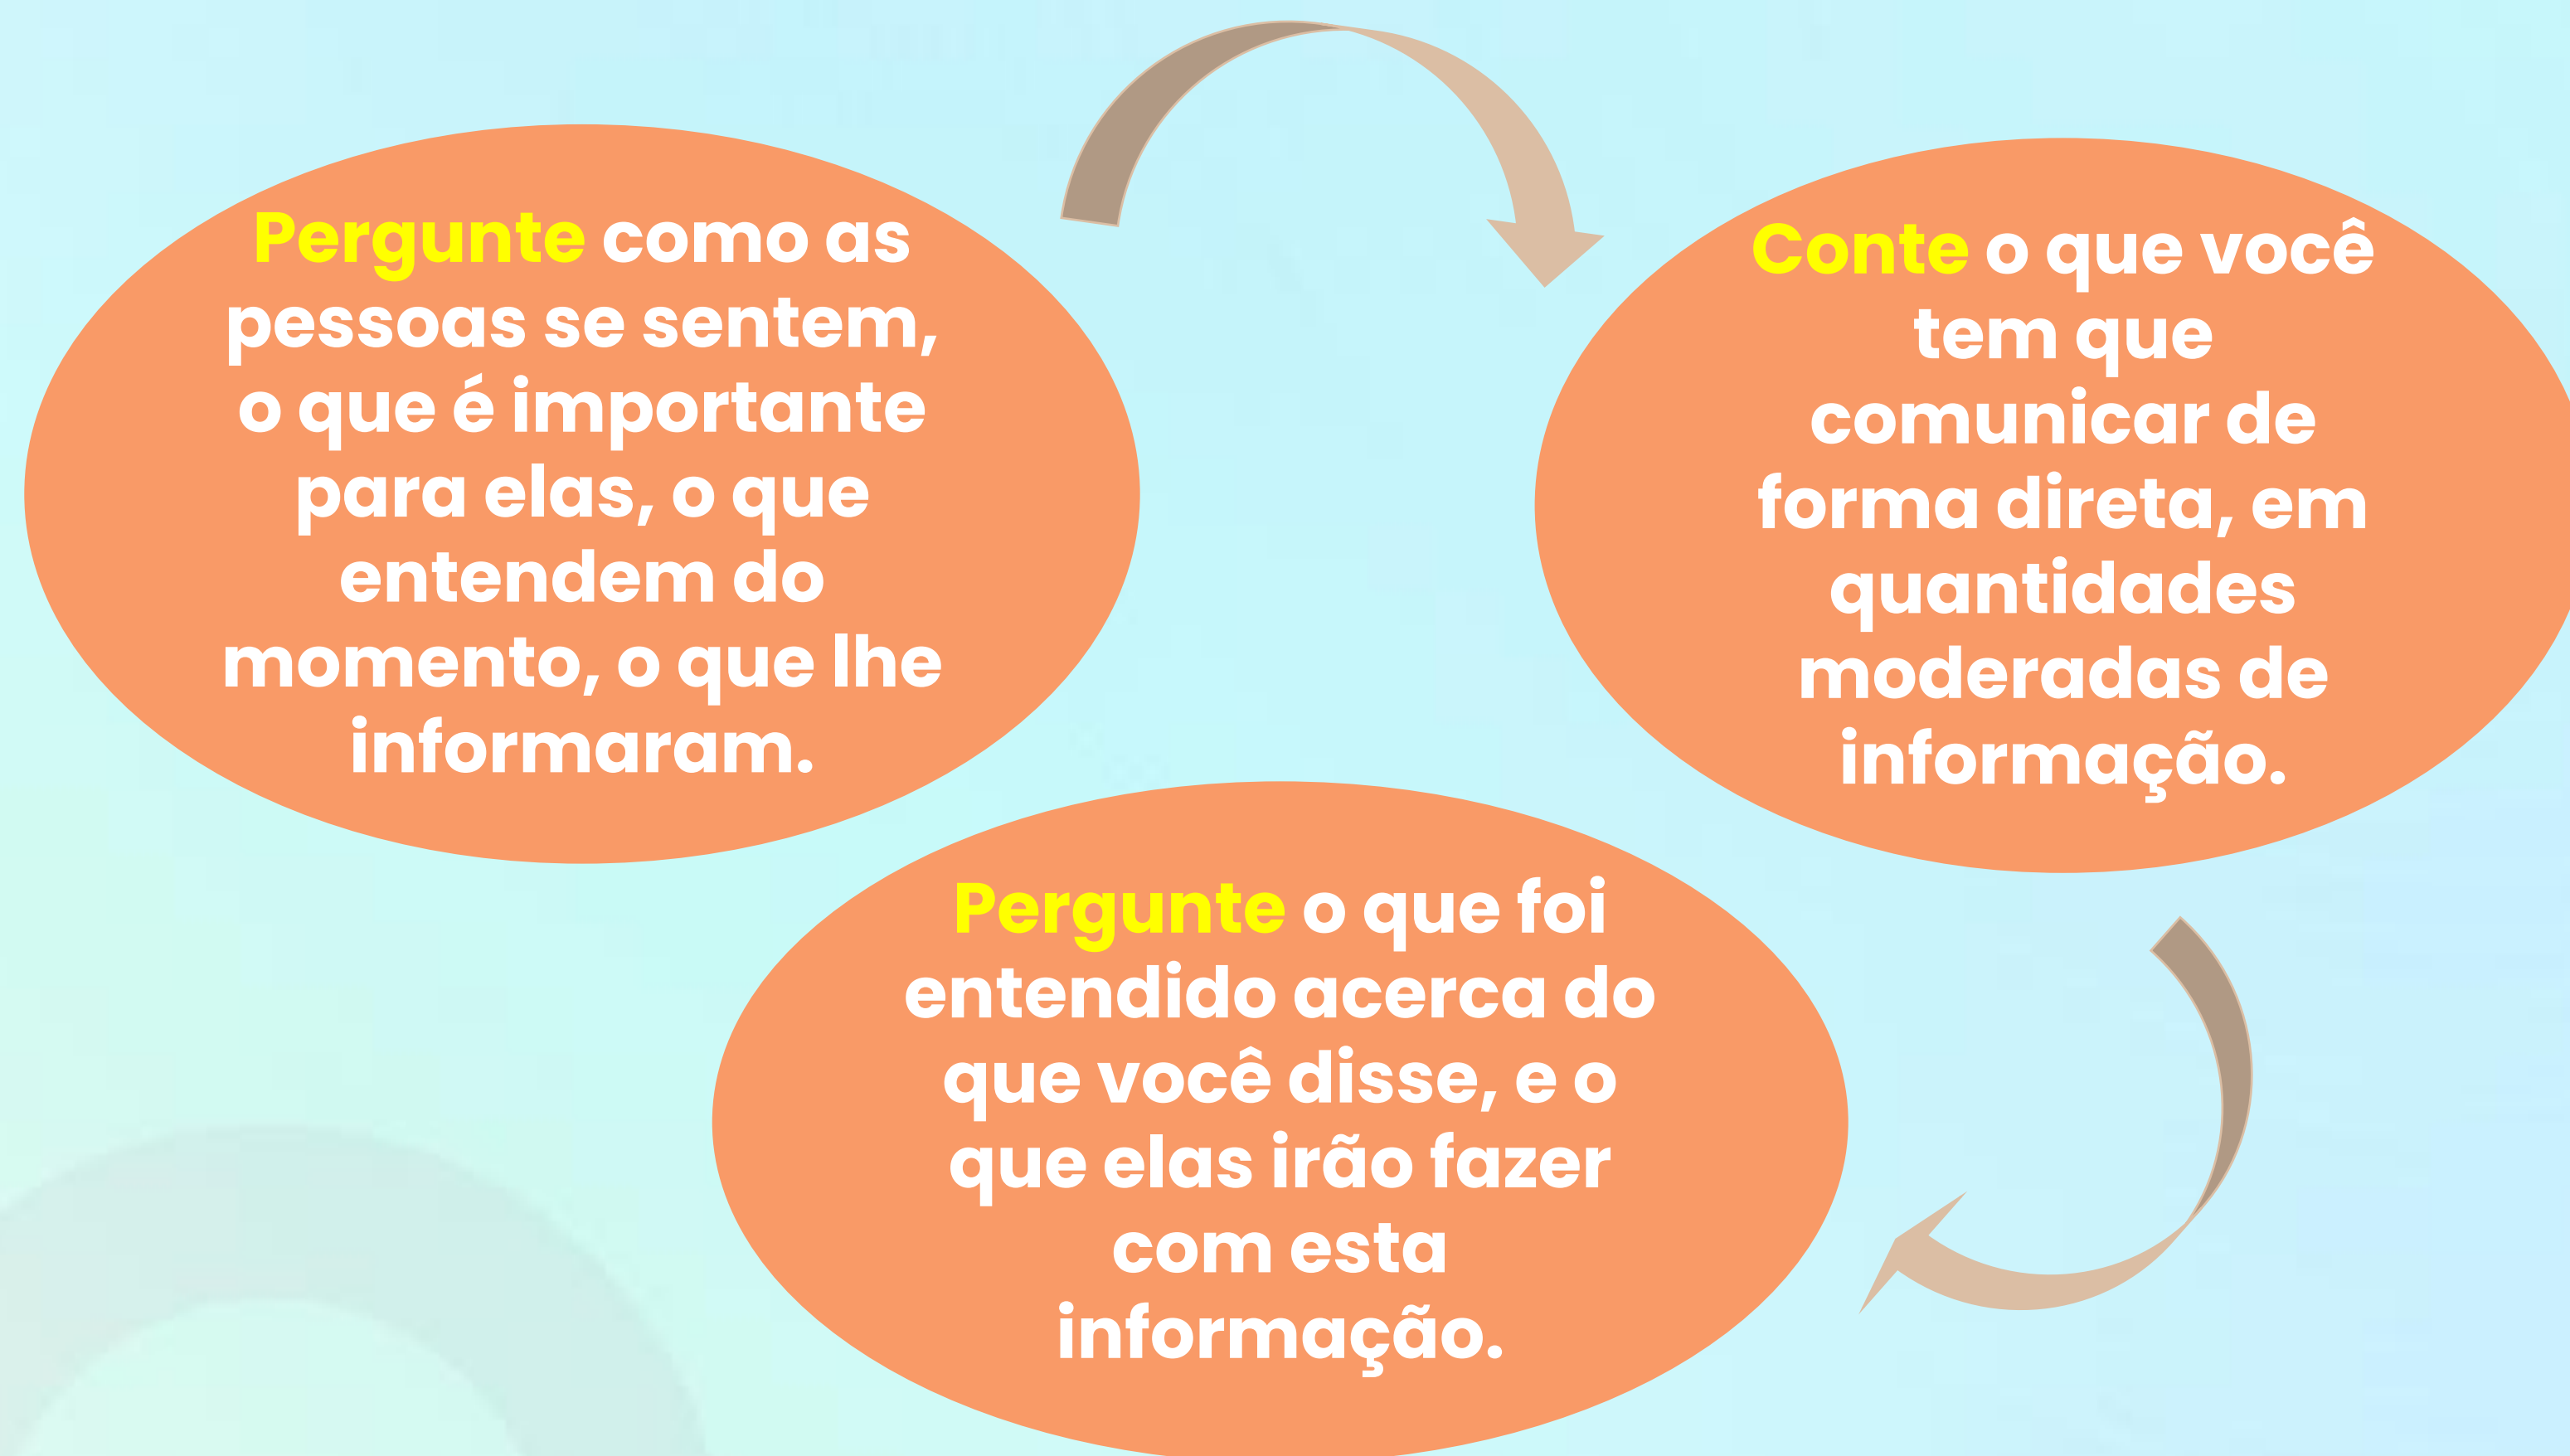 Pergunte como as
pessoas se sentem,
o que é importante
para elas, o que
entendem do
momento, o que lhe
informaram.
Conte o que você
tem que
comunicar de
forma direta, em
quantidades
moderadas de
informação.
Pergunte o que foi
entendido acerca do
que você disse, e o
que elas irão fazer
com esta
informação.